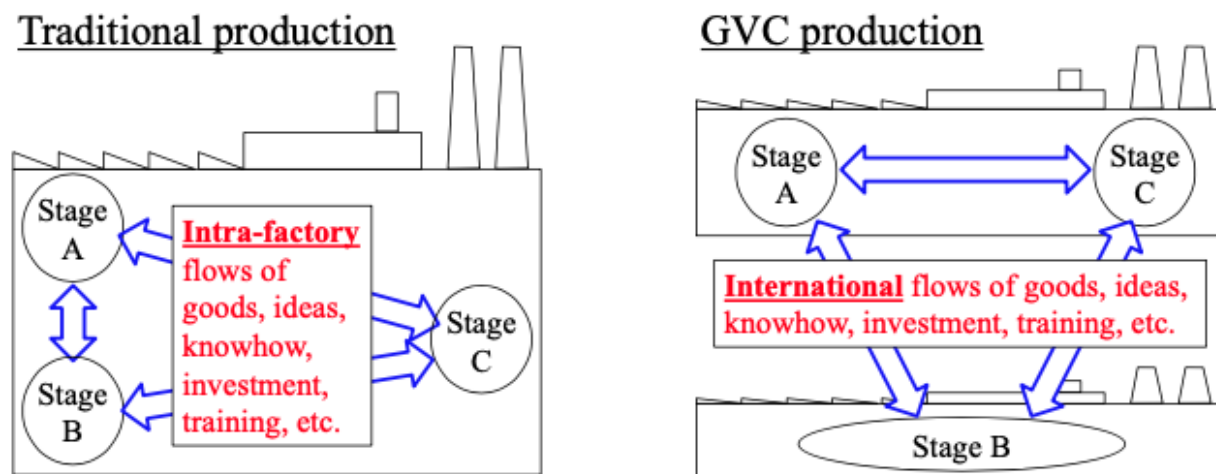 Traditional production
Stage
A
Intra-factory
flows of
goods, ideas,
knowhow,
investment,
training, etc.
Stage
B
Stage
C
GVC production
Stage
A
Stage
C
International flows of goods, ideas,
knowhow, investment, training, etc.
Stage B